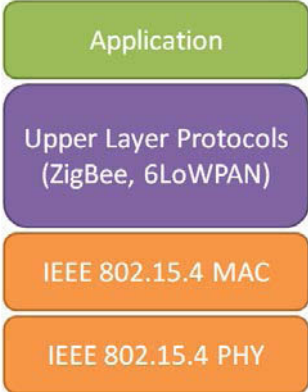 Application
Upper Layer Protocols
(ZigBee, 6LoWPAN)
IEEE 802.15.4 MAC
IEEE 802.15.4 PHY